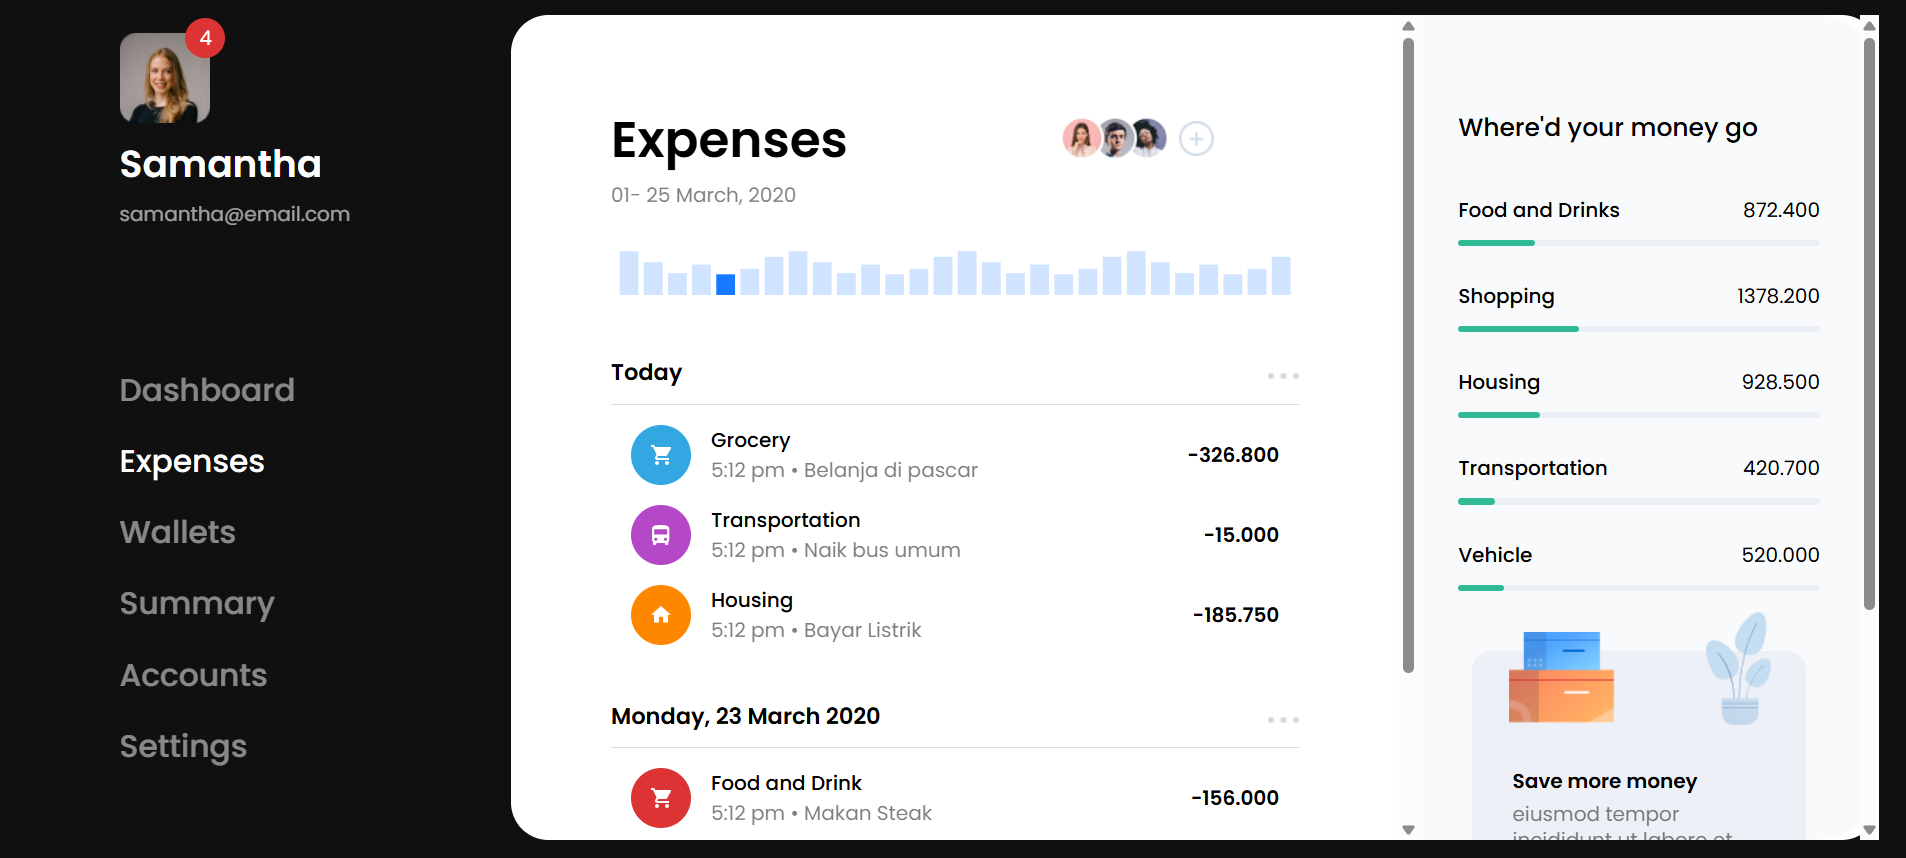 4
Samantha
samantha@email.com
Dashboard
Expenses
Wallets
Summary
Accounts
Settings
Expenses
01- 25 March, 2020
Today
Grocery
5:12 pm • Belanja di pascar
-326.800
Transportation
5:12 pm • Naik bus umum
-15.000
Housing
5:12 pm • Bayar Listrik
-185.750
Monday, 23 March 2020
Food and Drink
5:12 pm • Makan Steak
-156.000
Where'd your money go
Food and Drinks 872.400
Shopping 1378.200
Housing 928.500
Transportation 420.700
Vehicle 520.000
Save more money
eiusmod tempor
incididunt ut labore et